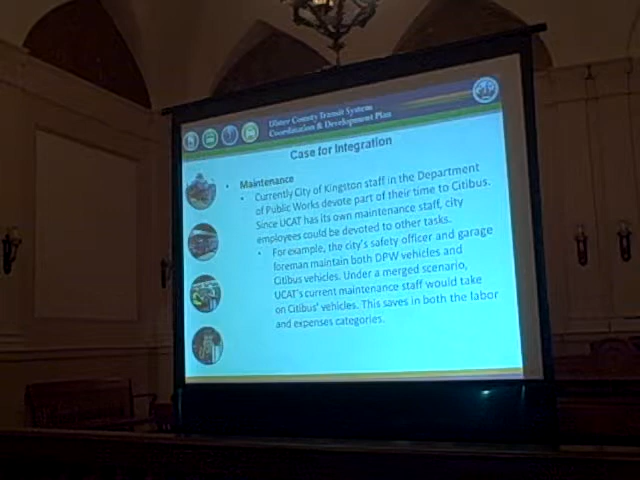 Ulster County Transit System
Coordination & Development Plan
Case for Integration
• Maintenance
• Currently City of Kingston staff in the Department
of Public Works devote part of their time to Citibus.
Since UCAT has its own maintenance staff, city
employees could be devoted to other tasks.
• For example, the city's safety officer and garage
foreman maintain both DPW vehicles and
Citibus vehicles. Under a merged scenario,
UCAT's current maintenance staff would take
on Citibus' vehicles. This saves in both the labor
and expenses categories.